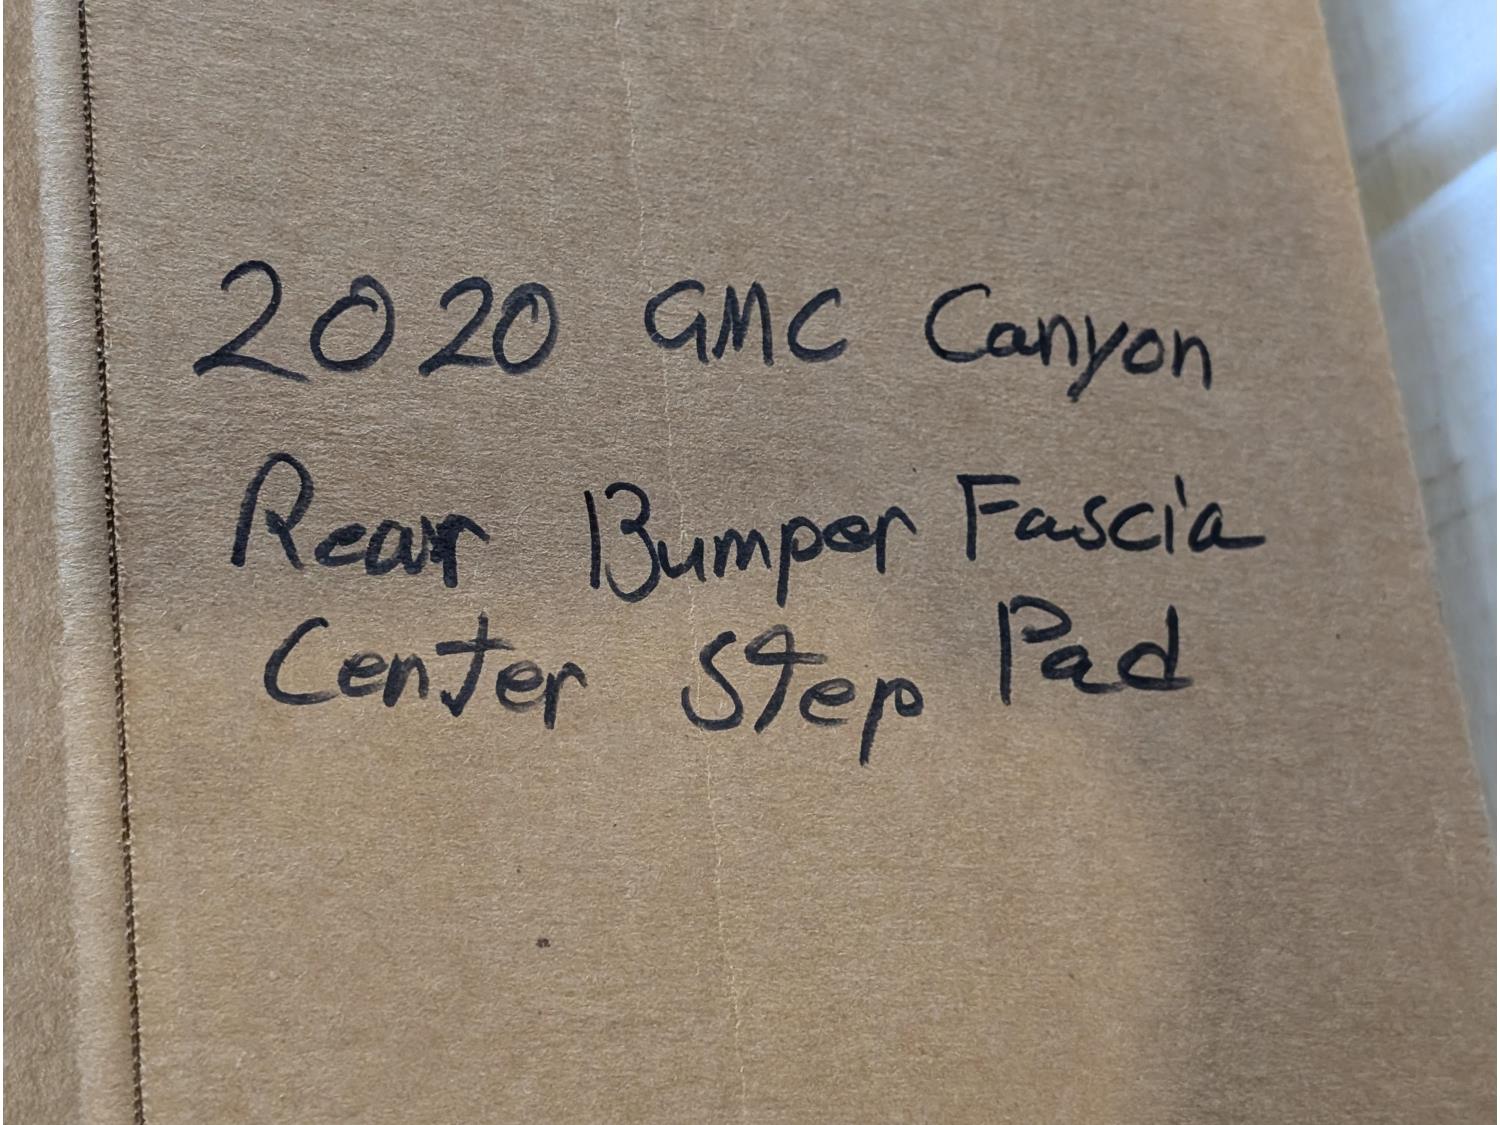 2020 GMC Canyon
Rear Bumper Fascia
Center Step Pad